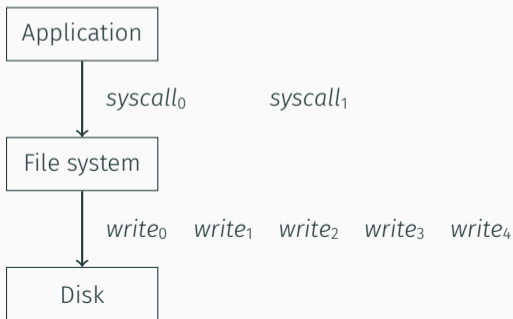 Application
syscall₀ syscall₁
File system
write₀ write₁ write₂ write₃ write₄
Disk